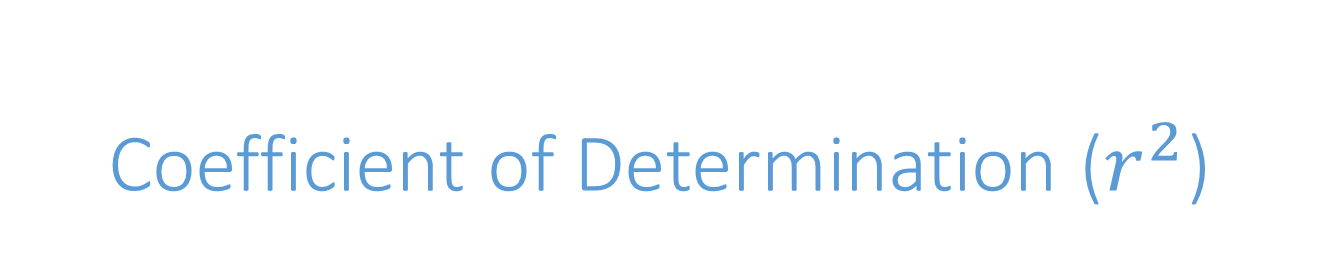 Coefficient of Determination (r²)